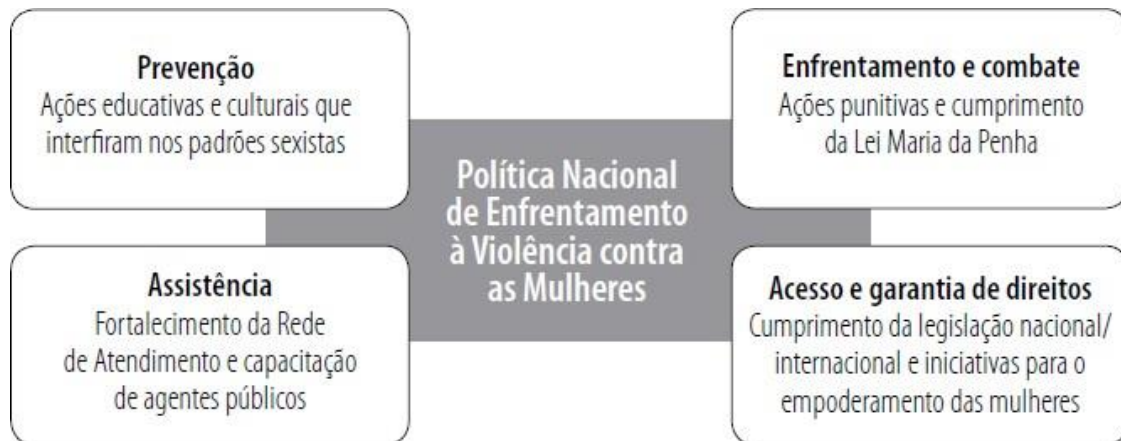 Prevenção
Ações educativas e culturais que
interfiram nos padrões sexistas
Enfrentamento e combate
Ações punitivas e cumprimento
da Lei Maria da Penha
Política Nacional
de Enfrentamento
à Violência contra
as Mulheres
Assistência
Fortalecimento da Rede
de Atendimento e capacitação
de agentes públicos
Acesso e garantia de direitos
Cumprimento da legislação nacional/
internacional e iniciativas para o
empoderamento das mulheres